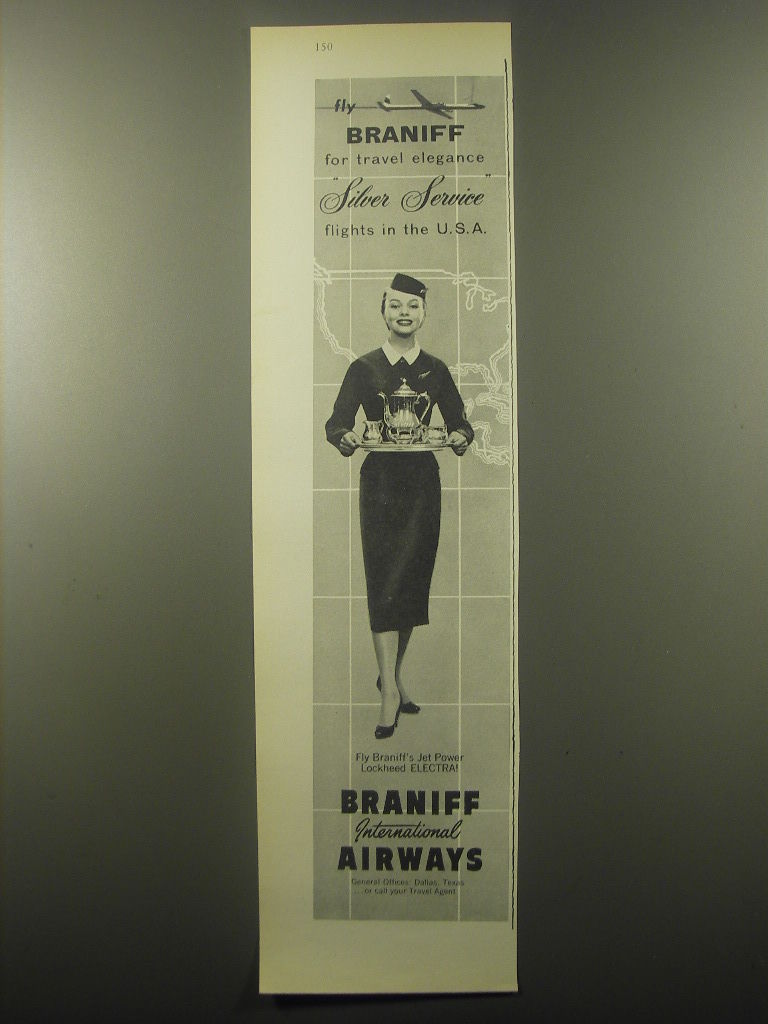 150
fly
BRANIFF
for travel elegance
"Silver Service"
flights in the U.S.A.
Fly Braniff's Jet Power
Lockheed ELECTRA!
BRANIFF
International
AIRWAYS
General Offices: Dallas, Texas
...or call your Travel Agent